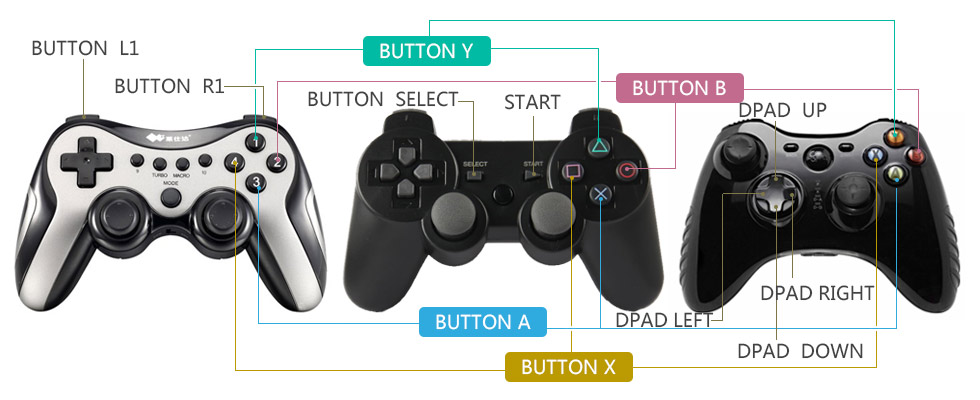 BUTTON Y
BUTTON L1
BUTTON R1
BUTTON B
BUTTON SELECT
START
DPAD UP
1
4
2
3
TURBO
MACRO
MODE
SELECT
START
X
A
DPAD RIGHT
BUTTON A
DPAD LEFT
DPAD DOWN
BUTTON X